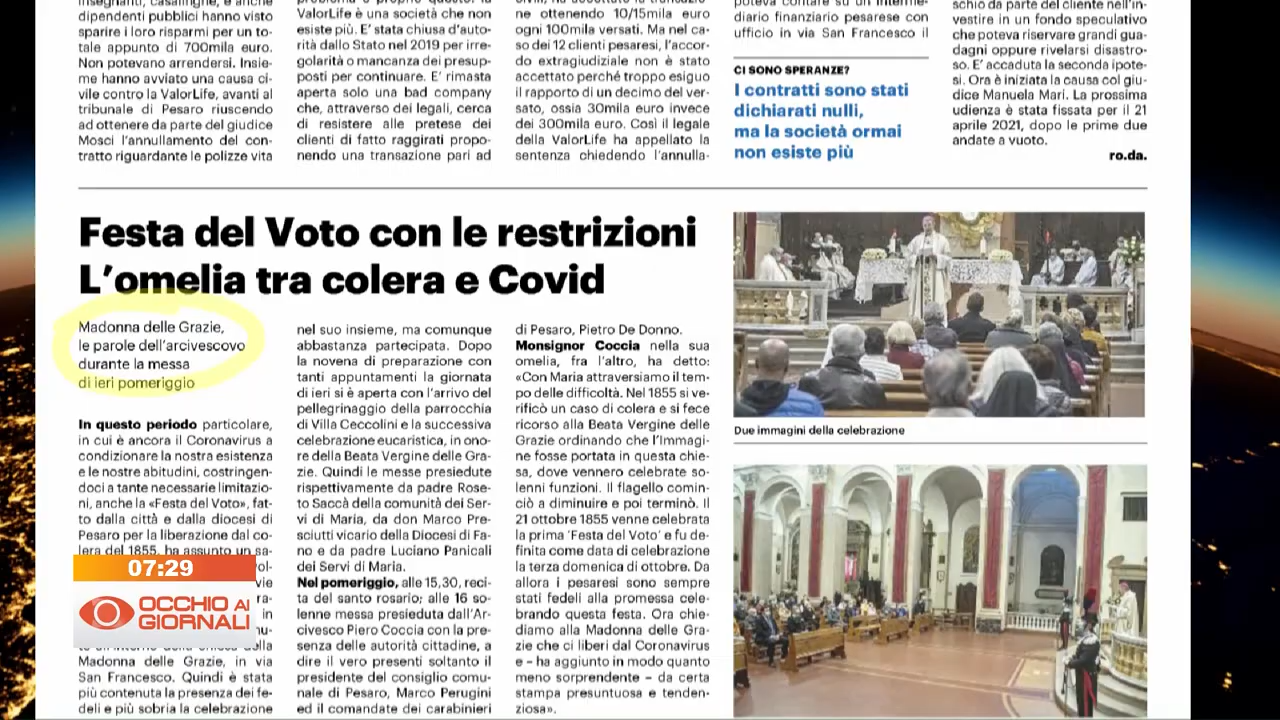 insegnanti, casalinghe, e anche
dipendenti pubblici hanno visto
sparire i loro risparmi per un to-
tale appunto di 700mila euro.
Non potevano arrendersi. Insie-
me hanno avviato una causa ci-
vile contro la ValorLife, avanti al
tribunale di Pesaro riuscendo
ad ottenere da parte del giudice
Mosci l'annullamento del con-
tratto riguardante le polizze vita
ValorLife è una società che non
esiste più. E' stata chiusa d'auto-
rità dallo Stato nel 2019 per irre-
golarità o mancanza dei presup-
posti per continuare. E' rimasta
aperta solo una bad company
che, attraverso dei legali, cerca
di resistere alle pretese dei
clienti di fatto raggirati propo-
nendo una transazione pari ad
ne ottenendo 10/15mila euro
ogni 100mila versati. Ma nel ca-
so dei 12 clienti pesaresi, l'accor-
do extragiudiziale non è stato
accettato perché troppo esiguo
il rapporto di un decimo del ver-
sato, ossia 30mila euro invece
dei 300mila euro. Così il legale
della ValorLife ha appellato la
sentenza chiedendo l'annulla-
poteva contare su un interme-
diario finanziario pesarese con
ufficio in via San Francesco il
CI SONO SPERANZE?
I contratti sono stati
dichiarati nulli,
ma la società ormai
non esiste più
schio da parte del cliente nell'in-
vestire in un fondo speculativo
che poteva riservare grandi gua-
dagni oppure rivelarsi disastro-
so. E' accaduta la seconda ipote-
si. Ora è iniziata la causa col giu-
dice Manuela Mari. La prossima
udienza è stata fissata per il 21
aprile 2021, dopo le prime due
andate a vuoto.
ro.da.
Festa del Voto con le restrizioni
L'omelia tra colera e Covid
Madonna delle Grazie,
le parole dell'arcivescovo
durante la messa
di ieri pomeriggio
In questo periodo particolare,
in cui è ancora il Coronavirus a
condizionare la nostra esistenza
e le nostre abitudini, costringen-
doci a tante necessarie limitazio-
ni, anche la «Festa del Voto», fat-
to dalla città e dalla diocesi di
Pesaro per la liberazione dal co-
lera del 1855, ha assunto un sa-
Madonna delle Grazie, in via
San Francesco. Quindi è stata
più contenuta la presenza dei fe-
deli e più sobria la celebrazione
nel suo insieme, ma comunque
abbastanza partecipata. Dopo
la novena di preparazione con
tanti appuntamenti la giornata
di ieri si è aperta con l'arrivo del
pellegrinaggio della parrocchia
di Villa Ceccolini e la successiva
celebrazione eucaristica, in ono-
re della Beata Vergine delle Gra-
zie. Quindi le messe presiedute
rispettivamente da padre Rose-
to Saccà della comunità dei Ser-
vi di Maria, da don Marco Pre-
sciutti vicario della Diocesi di Fa-
no e da padre Luciano Panicali
dei Servi di Maria.
Nel pomeriggio, alle 15,30, reci-
ta del santo rosario; alle 16 so-
lenne messa presieduta dall'Ar-
civesco Piero Coccia con la pre-
senza delle autorità cittadine, a
dire il vero presenti soltanto il
presidente del consiglio comu-
nale di Pesaro, Marco Perugini
ed il comandate dei carabinieri
di Pesaro, Pietro De Donno.
Monsignor Coccia nella sua
omelia, fra l'altro, ha detto:
«Con Maria attraversiamo il tem-
po delle difficoltà. Nel 1855 si ve-
rificò un caso di colera e si fece
ricorso alla Beata Vergine delle
Grazie ordinando che l'Immagi-
ne fosse portata in questa chie-
sa, dove vennero celebrate so-
lenni funzioni. Il flagello comin-
ciò a diminuire e poi terminò. Il
21 ottobre 1855 venne celebrata
la prima 'Festa del Voto' e fu de-
finita come data di celebrazione
la terza domenica di ottobre. Da
allora i pesaresi sono sempre
stati fedeli alla promessa cele-
brando questa festa. Ora chie-
diamo alla Madonna delle Gra-
zie che ci liberi dal Coronavirus
e – ha aggiunto in modo quanto
meno sorprendente – da certa
stampa presuntuosa e tenden-
ziosa».
Due immagini della celebrazione
07:29
OCCHIO AI
GIORNALI